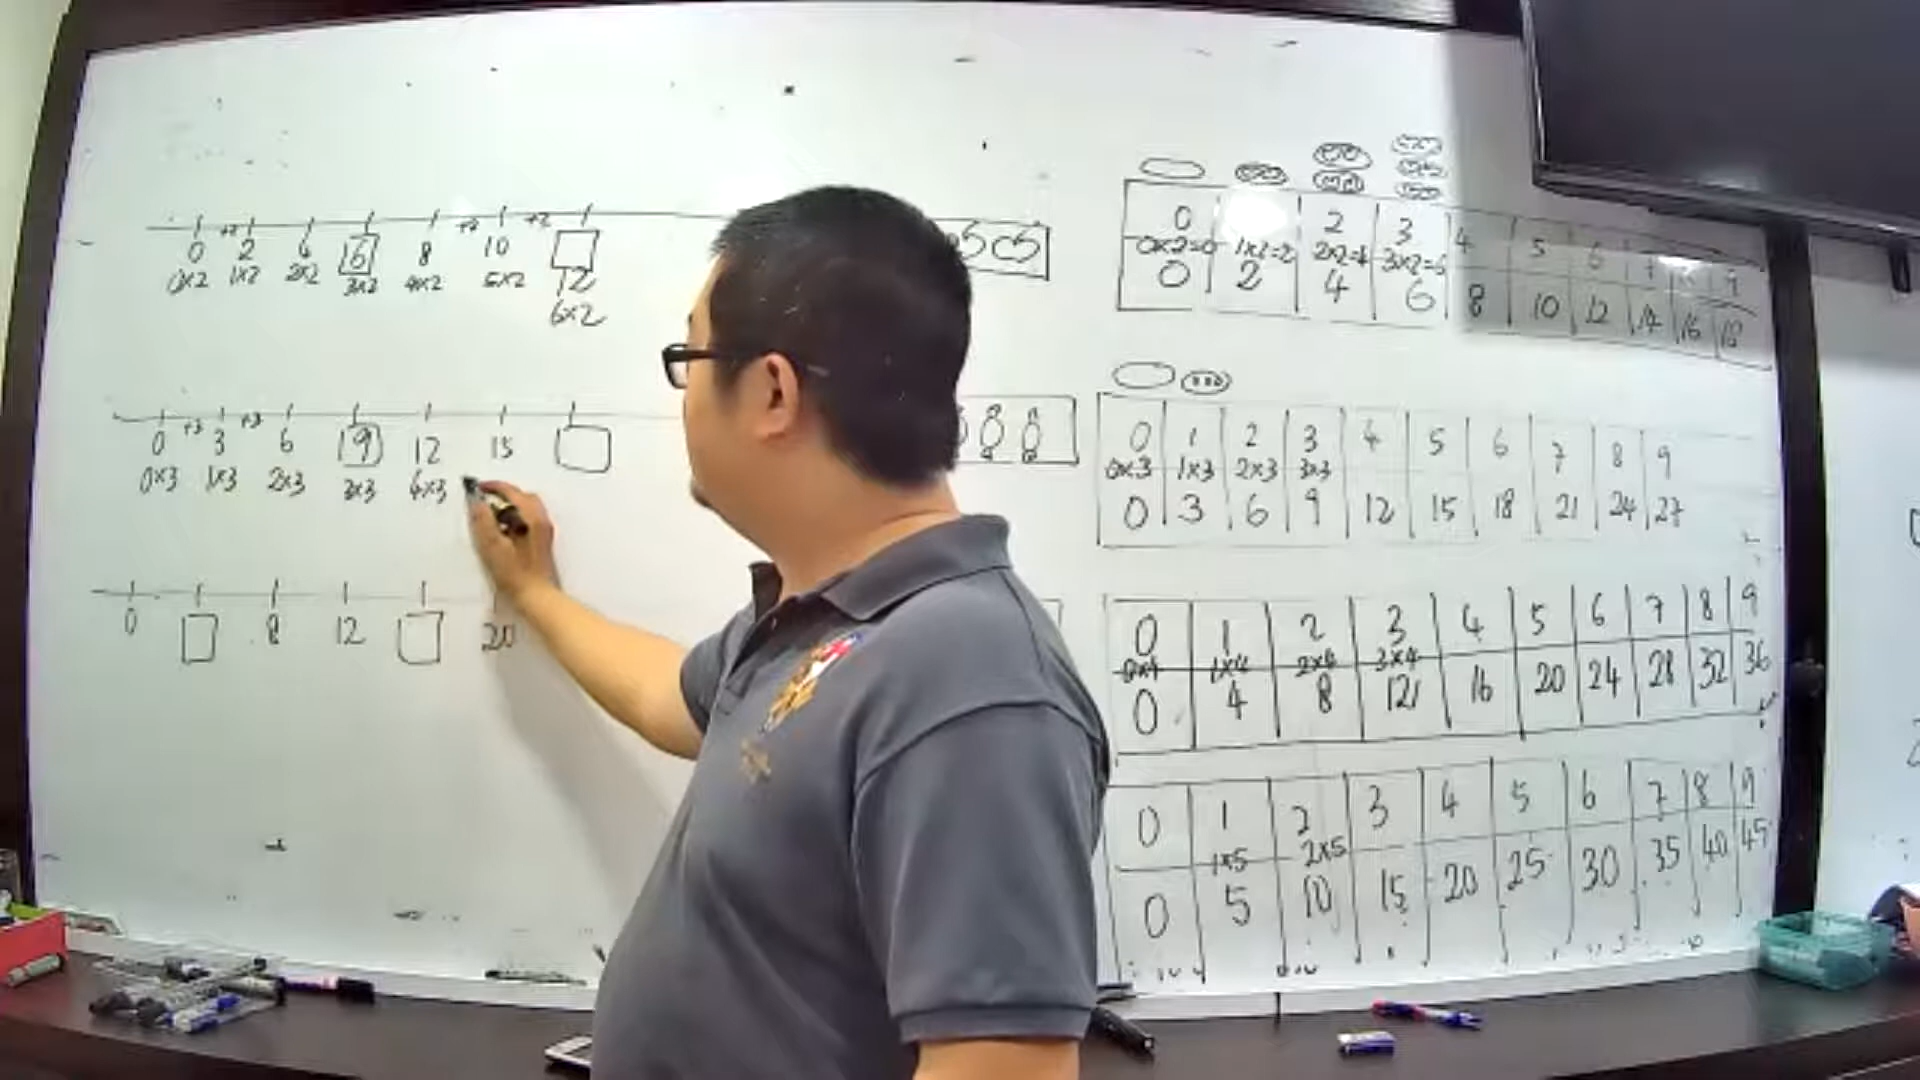 +2 +2 +2
0 2 4 6 8 10
0x2 1x2 2x2 3x2 4x2 5x2 12
6x2
+3 +3
0 3 6 9 12 15
0x3 1x3 2x3 3x3 4x3
0 8 12 20
0 2 3 4 5 6 7 9
0x2=0 1x2=2 2x2=4 3x2=6
0 2 4 6 8 10 12 14 16 18
0 1 2 3 4 5 6 7 8 9
0x3 1x3 2x3 3x3
0 3 6 9 12 15 18 21 24 27
0 1 2 3 4 5 6 7 8 9
0x4 1x4 2x4 3x4
0 4 8 12 16 20 24 28 32 36
0 1 2 3 4 5 6 7 8 9
1x5 2x5
0 5 10 15 20 25 30 35 40 45